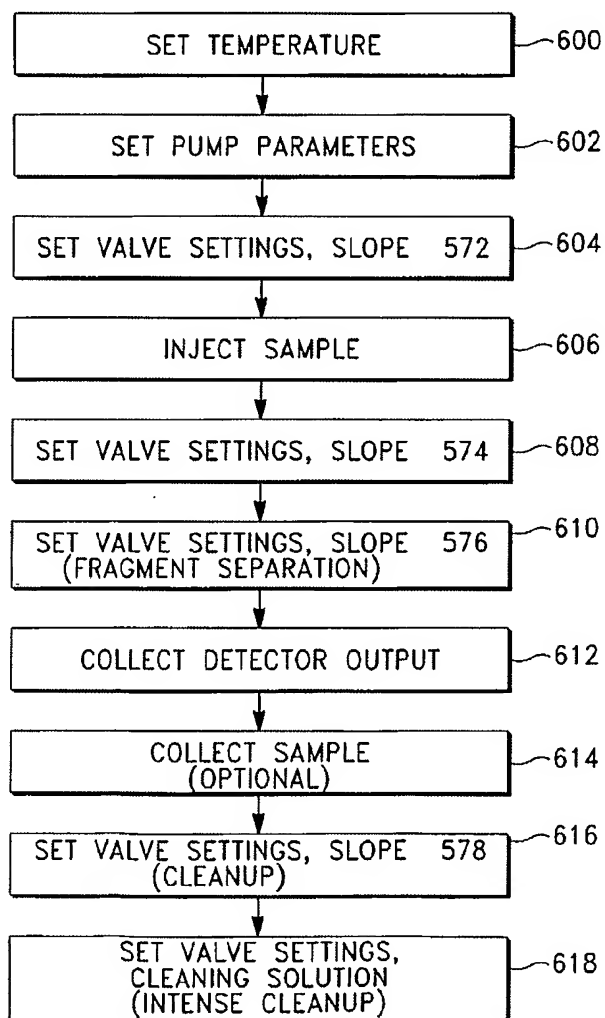 SET TEMPERATURE 600
SET PUMP PARAMETERS 602
SET VALVE SETTINGS, SLOPE 572 604
INJECT SAMPLE 606
SET VALVE SETTINGS, SLOPE 574 608
SET VALVE SETTINGS, SLOPE 576 610
(FRAGMENT SEPARATION)
COLLECT DETECTOR OUTPUT 612
COLLECT SAMPLE 614
(OPTIONAL)
SET VALVE SETTINGS, SLOPE 578 616
(CLEANUP)
SET VALVE SETTINGS,
CLEANING SOLUTION 618
(INTENSE CLEANUP)